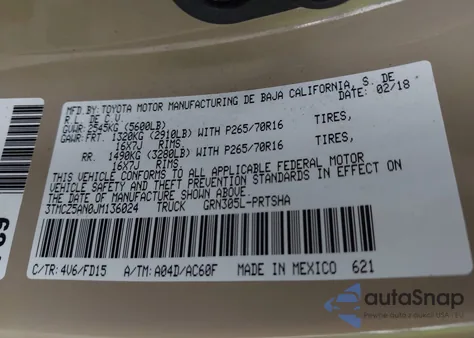 MFD.BY:TOYOTA MOTOR MANUFACTURING DE BAJA CALIFORNIA, S. DE
R.L. DE C.V. DATE: 02/18
GVWR: 2545KG (5600LB)
GAWR:FRT. 1320KG (2910LB) WITH P265/70R16 TIRES,
16X7J RIMS,
RR. 1490KG (3280LB) WITH P265/70R16 TIRES,
16X7J RIMS.
THIS VEHICLE CONFORMS TO ALL APPLICABLE FEDERAL MOTOR
VEHICLE SAFETY AND THEFT PREVENTION STANDARDS IN EFFECT ON
THE DATE OF MANUFACTURE SHOWN ABOVE.
3TMCZ5AN0JM136024 TRUCK GRN305L-PRTSHA
C/TR: 4V6/FD15 A/TM: A04D/AC60F MADE IN MEXICO 621
autoSnap